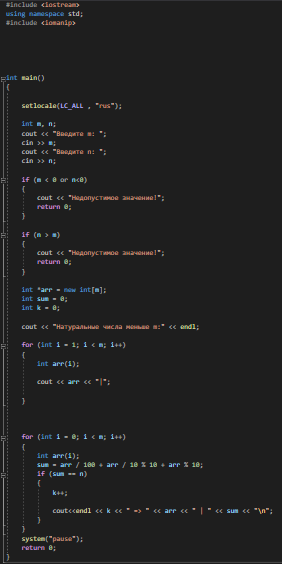 #include <iostream>
using namespace std;
#include <iomanip>
int main()
{
setlocale(LC_ALL , "rus");
int m, n;
cout << "Введите m: ";
cin >> m;
cout << "Введите n: ";
cin >> n;
if (m < 0 or m<0)
{
cout << "Недопустимое значение!";
return 0;
}
if (n > m)
{
cout << "Недопустимое значение!";
return 0;
}
int *arr = new int[m];
int sum = 0;
int k = 0;
cout << "Натуральные числа меньше m:" << endl;
for (int i = 1; i < m; i++)
{
int arr(i);
cout << arr << "|";
}
for (int i = 0; i < m; i++)
{
int arr(i);
sum = arr / 100 + arr / 10 % 10 + arr % 10;
if (sum == n)
{
k++;
cout<<endl << k << " => " << arr << " | " << sum << "\n";
}
}
system("pause");
return 0;
}